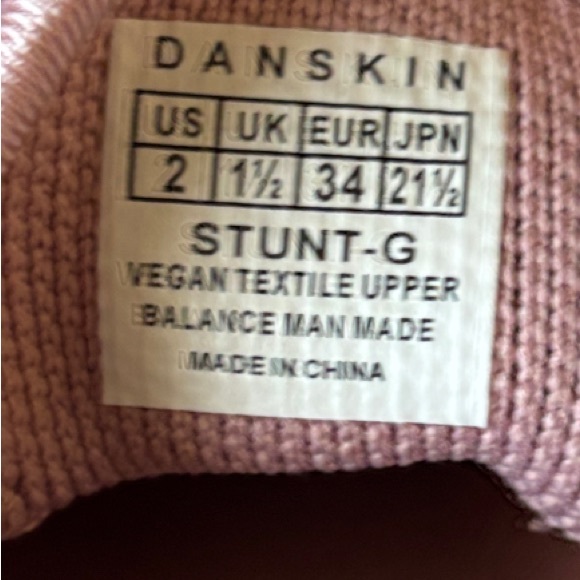 DANSKIN
US UK EUR JPN
2 1½ 34 21½
STUNT-G
VEGAN TEXTILE UPPER
BALANCE MAN MADE
MADE IN CHINA